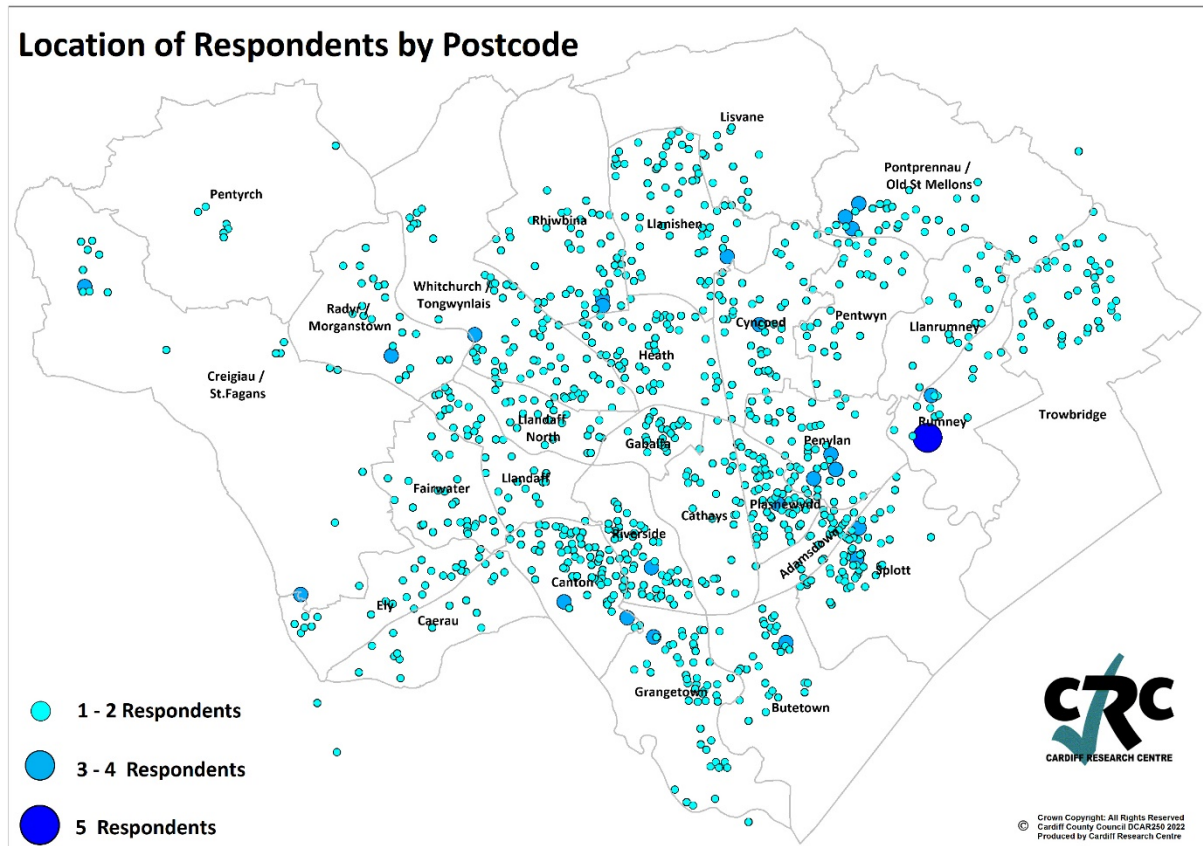 Location of Respondents by Postcode
Lisvane
Pontprennau /
Old St Mellons
Pentyrch
Rhiwbina
Llanishen
Whitchurch /
Tongwynlais
Radyr /
Morganstown
Cyncoed
Pentwyn
Llanrumney
Heath
Creigiau /
St.Fagans
Trowbridge
Llandaff
North
Rumney
Gabalfa
Penylan
Llandaff
Fairwater
Plasnewydd
Cathays
Riverside
Adamsdown
Splott
Canton
Ely
Caerau
Grangetown
Butetown
1 - 2 Respondents
3 - 4 Respondents
5 Respondents
CRC
CARDIFF RESEARCH CENTRE
© Crown Copyright: All Rights Reserved
Cardiff County Council DCAR250 2022
Produced by Cardiff Research Centre